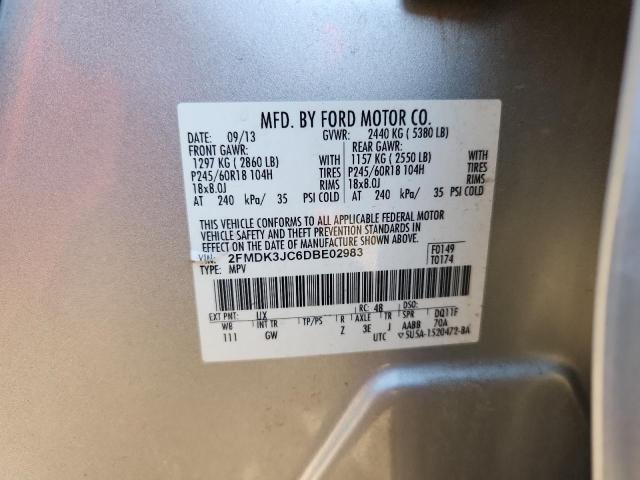 MFD. BY FORD MOTOR CO.
DATE: 09/13 GVWR: 2440 KG ( 5380 LB)
FRONT GAWR: REAR GAWR:
1297 KG ( 2860 LB) WITH 1157 KG ( 2550 LB) WITH
P245/60R18 104H TIRES P245/60R18 104H TIRES
18x8.0J RIMS 18x8.0J RIMS
AT 240 kPa/ 35 PSI COLD AT 240 kPa/ 35 PSI COLD
THIS VEHICLE CONFORMS TO ALL APPLICABLE FEDERAL MOTOR
VEHICLE SAFETY AND THEFT PREVENTION STANDARDS IN
EFFECT ON THE DATE OF MANUFACTURE SHOWN ABOVE.
VIN: 2FMDK3JC6DBE02983 F0149
TYPE: MPV T0174
EXT PNT: UX RC: 48 DSO:
WB INT TR TP/PS R AXLE TR SPR DQ11F
111 GW Z 3E J AABB 70A
UTC ▽5U5A-1520472-BA